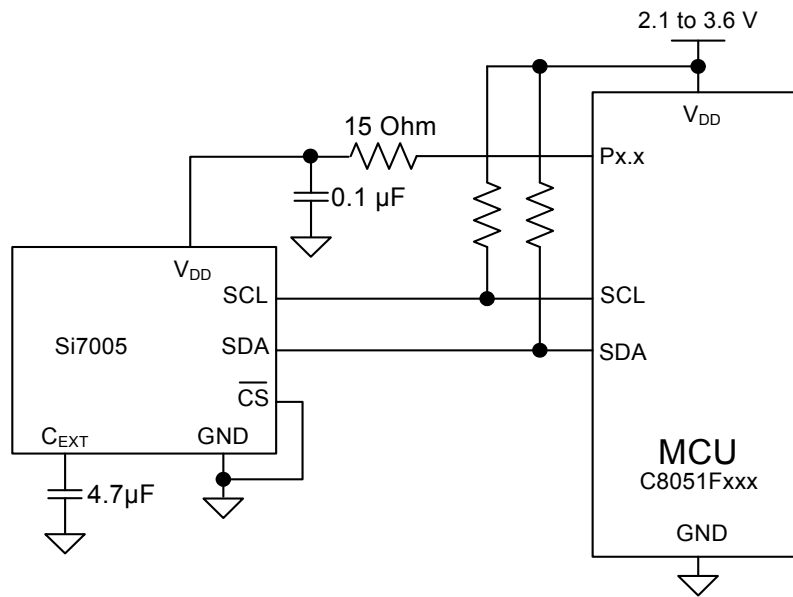 2.1 to 3.6 V
V_DD
15 Ohm
Px.x
0.1 µF
V_DD
SCL
SCL
Si7005
SDA
SDA
CS
C_EXT
GND
MCU
C8051Fxxx
4.7µF
GND